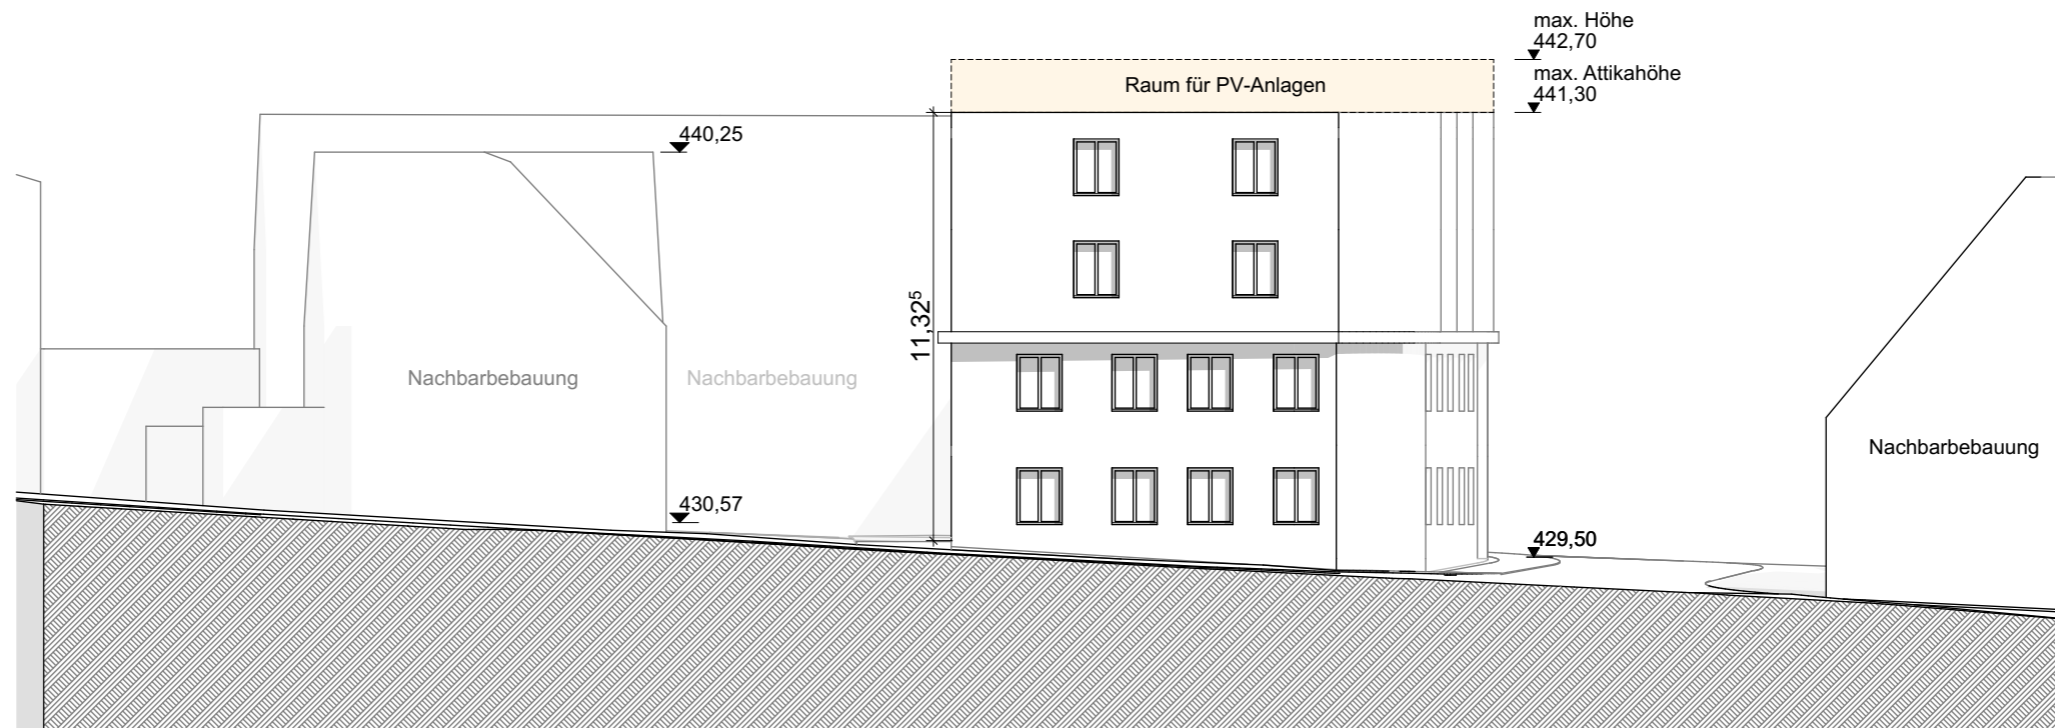 max. Höhe
442,70
Raum für PV-Anlagen
max. Attikahöhe
441,30
440,25
11,32⁵
Nachbarbebauung
Nachbarbebauung
Nachbarbebauung
430,57
429,50